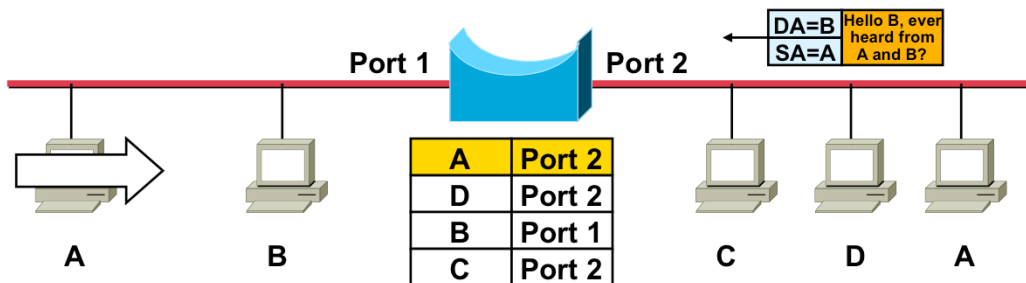 DA=B
SA=A
Hello B, ever
heard from
A and B?
Port 1
Port 2
A Port 2
D Port 2
B Port 1
C Port 2
A
B
C
D
A